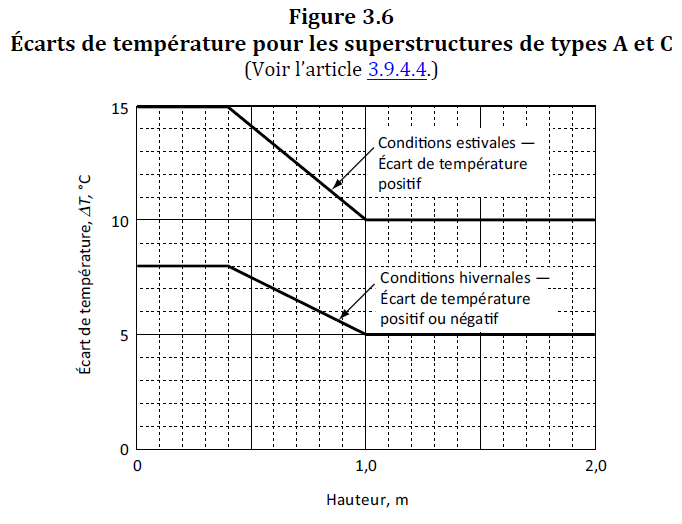 Figure 3.6
Écarts de température pour les superstructures de types A et C
(Voir l’article 3.9.4.4.)
15
Conditions estivales —
Écart de température
positif
10
Conditions hivernales —
Écart de température
positif ou négatif
5
0
Écart de température, ΔT, °C
0
1,0
2,0
Hauteur, m